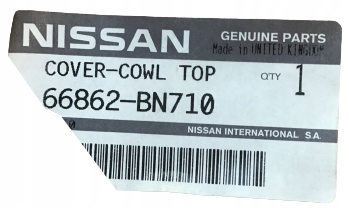 NISSAN GENUINE PARTS
Made in UNITED KINGDOM
COVER-COWL TOP QTY 1
66862-BN710
NISSAN INTERNATIONAL S.A.